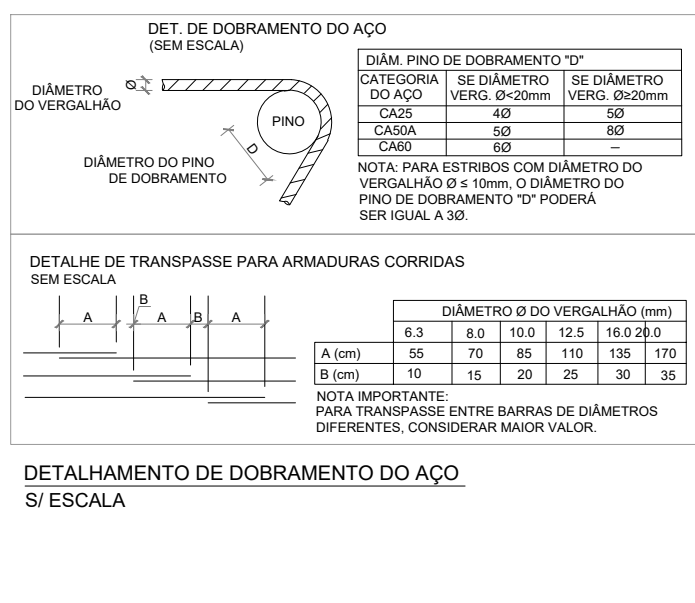 DET. DE DOBRAMENTO DO AÇO
(SEM ESCALA)
DIÂMETRO
DO VERGALHÃO
Ø
PINO
D
DIÂMETRO DO PINO
DE DOBRAMENTO
DIÂM. PINO DE DOBRAMENTO "D"
CATEGORIA DO AÇO | SE DIÂMETRO VERG. Ø<20mm | SE DIÂMETRO VERG. Ø≥20mm
CA25 | 4Ø | 5Ø
CA50A | 5Ø | 8Ø
CA60 | 6Ø | –
NOTA: PARA ESTRIBOS COM DIÂMETRO DO
VERGALHÃO Ø ≤ 10mm, O DIÂMETRO DO
PINO DE DOBRAMENTO "D" PODERÁ
SER IGUAL A 3Ø.
DETALHE DE TRANSPASSE PARA ARMADURAS CORRIDAS
SEM ESCALA
B
A A B A
DIÂMETRO Ø DO VERGALHÃO (mm)
6.3 8.0 10.0 12.5 16.0 20.0
A (cm) 55 70 85 110 135 170
B (cm) 10 15 20 25 30 35
NOTA IMPORTANTE:
PARA TRANSPASSE ENTRE BARRAS DE DIÂMETROS
DIFERENTES, CONSIDERAR MAIOR VALOR.
DETALHAMENTO DE DOBRAMENTO DO AÇO
S/ ESCALA